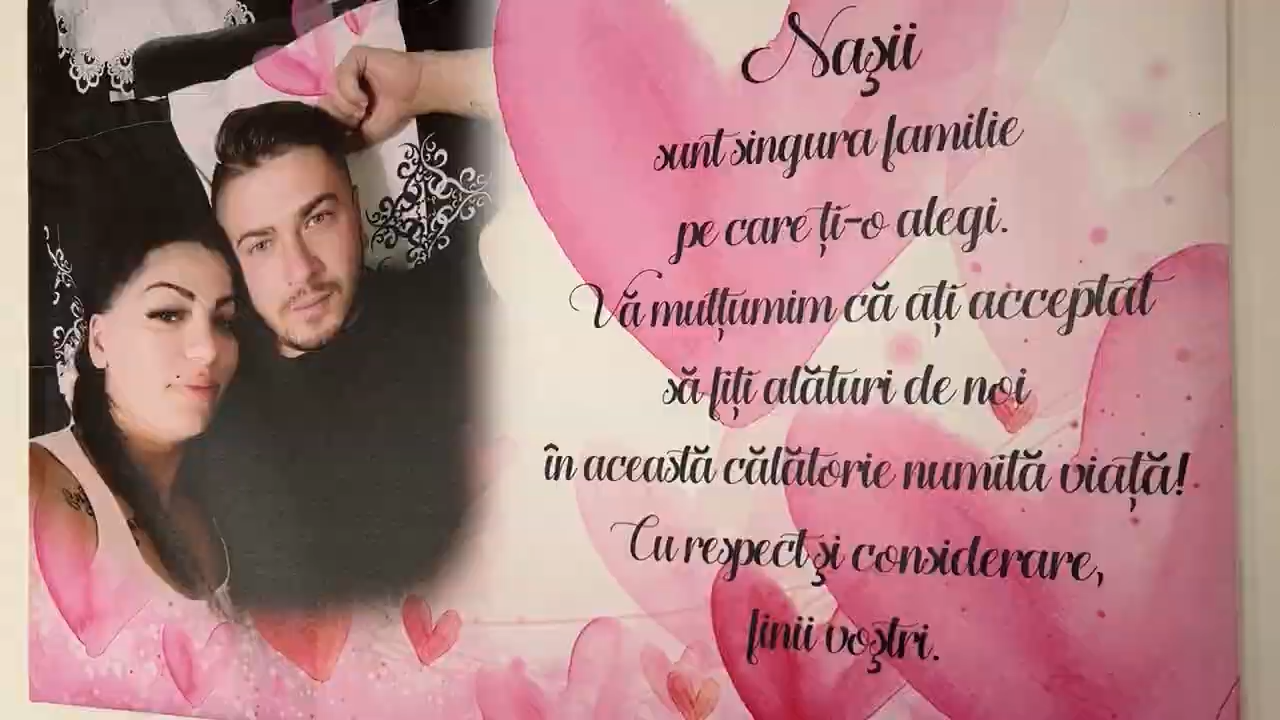 Nașii
sunt singura familie
pe care ți-o alegi.
Vă mulțumim că ați acceptat
să fiți alături de noi
în această călătorie numită viață!
Cu respect și considerare,
finii voștri.